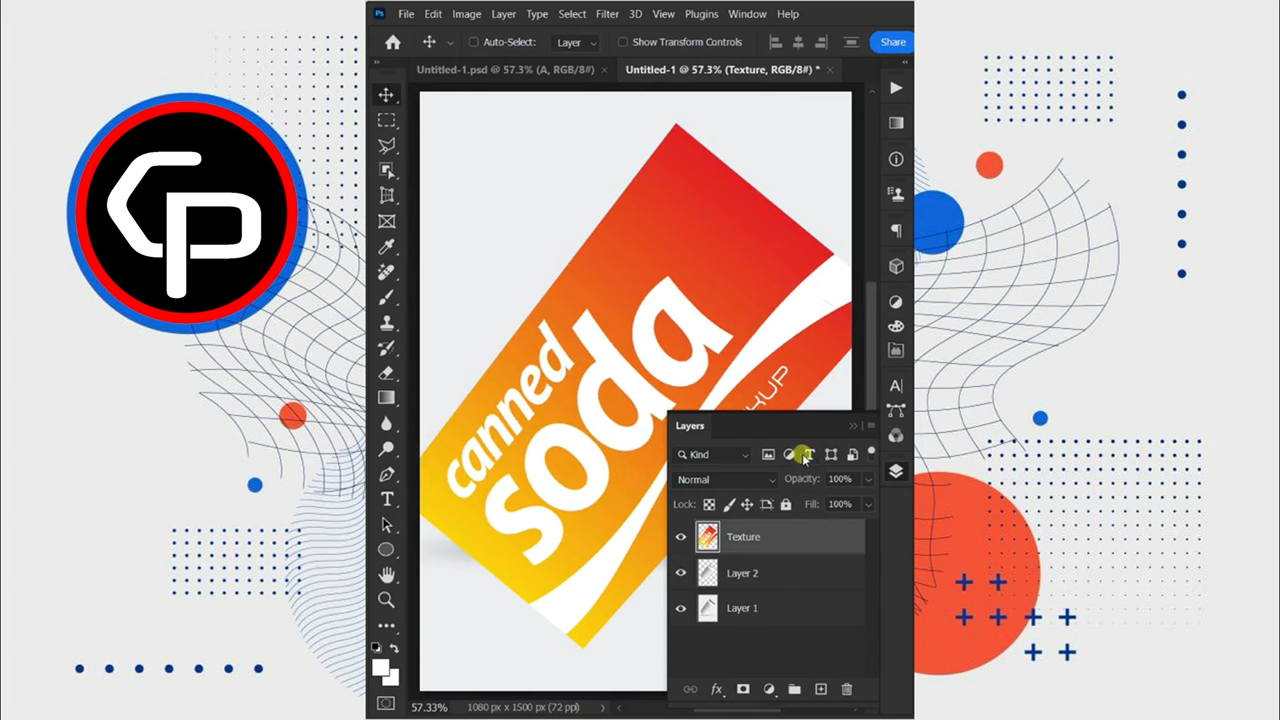 Ps File Edit Image Layer Type Select Filter 3D View Plugins Window Help
Auto-Select: Layer Show Transform Controls Share
Untitled-1.psd @ 57.3% (A, RGB/8#) × Untitled-1 @ 57.3% (Texture, RGB/8#) * ×
CP
canned
soda
KUP
Layers
Kind
Normal Opacity: 100%
Lock: Fill: 100%
Texture
Layer 2
Layer 1
fx
57.33% 1080 px x 1500 px (72 ppi)